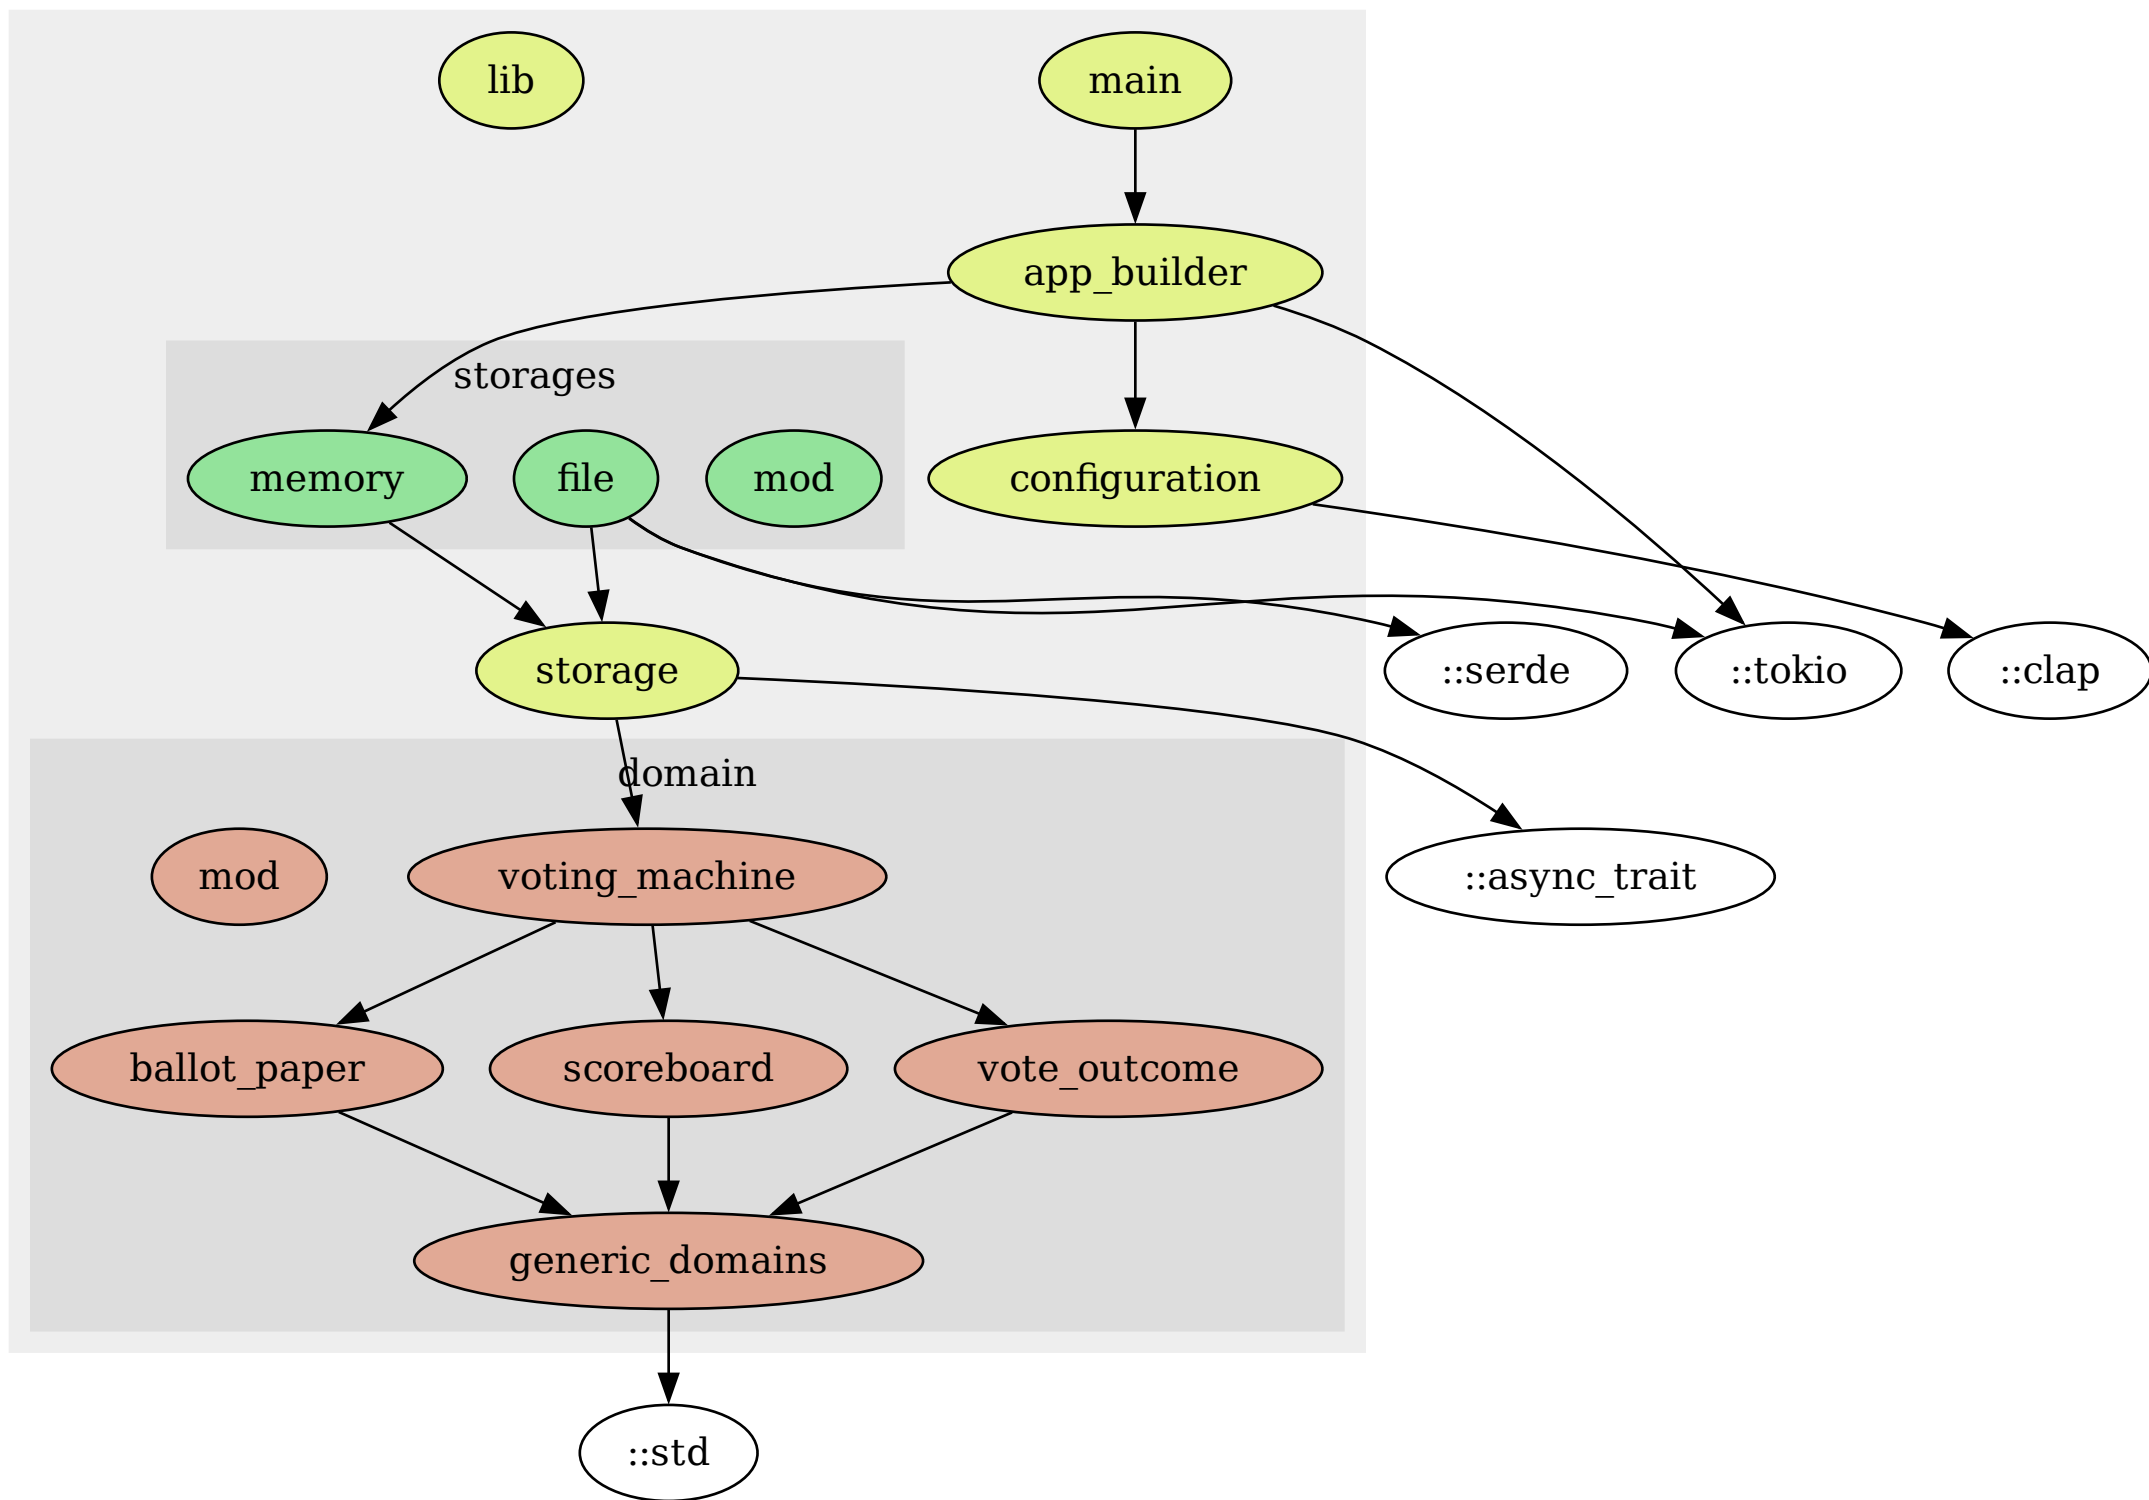 lib
main
app_builder
storages
memory
file
mod
configuration
storage
::serde
::tokio
::clap
domain
mod
voting_machine
::async_trait
ballot_paper
scoreboard
vote_outcome
generic_domains
::std